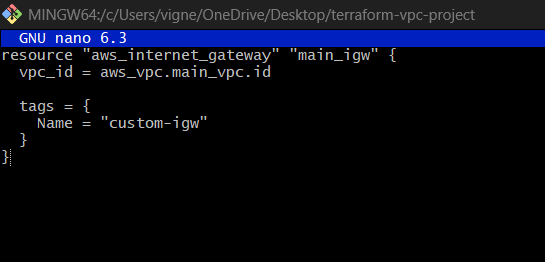 MINGW64:/c/Users/vigne/OneDrive/Desktop/terraform-vpc-project
GNU nano 6.3
resource "aws_internet_gateway" "main_igw" {
  vpc_id = aws_vpc.main_vpc.id

  tags = {
    Name = "custom-igw"
  }
}